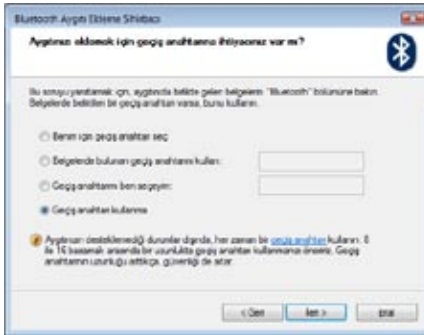 Bluetooth Aygıtı Ekleme Sihirbazı
Aygıtınızı eklemek için geçiş anahtarına ihtiyacınız var mı?
Bu soruyu yanıtlamak için, aygıtınızla birlikte gelen belgelerin "Bluetooth" bölümüne bakın.
Belgelerde belirtilen bir geçiş anahtarı varsa, bunu kullanın.
Benim için geçiş anahtarı seç
Belgelerde bulunan geçiş anahtarını kullan:
Geçiş anahtarını ben seçeyim:
Geçiş anahtarı kullanma
Aygıtınızın desteklemediği durumlar dışında, her zaman bir geçiş anahtarı kullanın. 8
ile 16 basamak arasında bir uzunlukta geçiş anahtarı kullanmanızı öneririz. Geçiş
anahtarının uzunluğu arttıkça, güvenliği de artar.
< Geri
İleri >
İptal